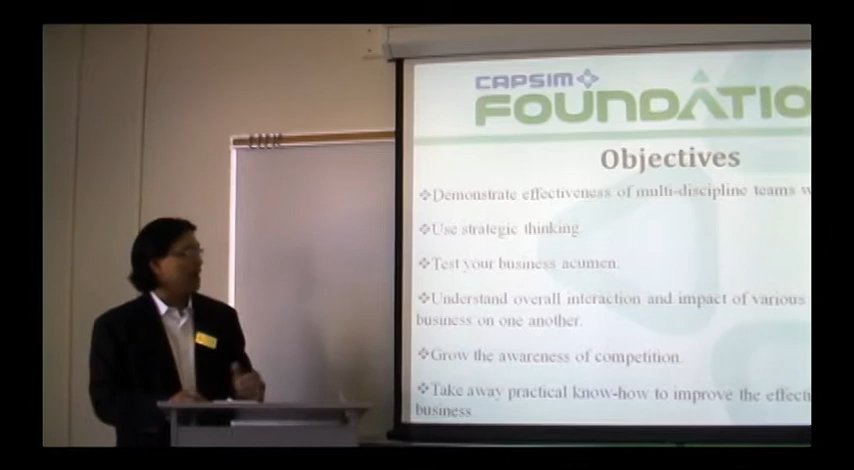 CAPSIM
FOUNDATIO
Objectives
❖Demonstrate effectiveness of multi-discipline teams w
❖Use strategic thinking
❖Test your business acumen.
❖Understand overall interaction and impact of various
business on one another.
❖Grow the awareness of competition.
❖Take away practical know-how to improve the effecti
business